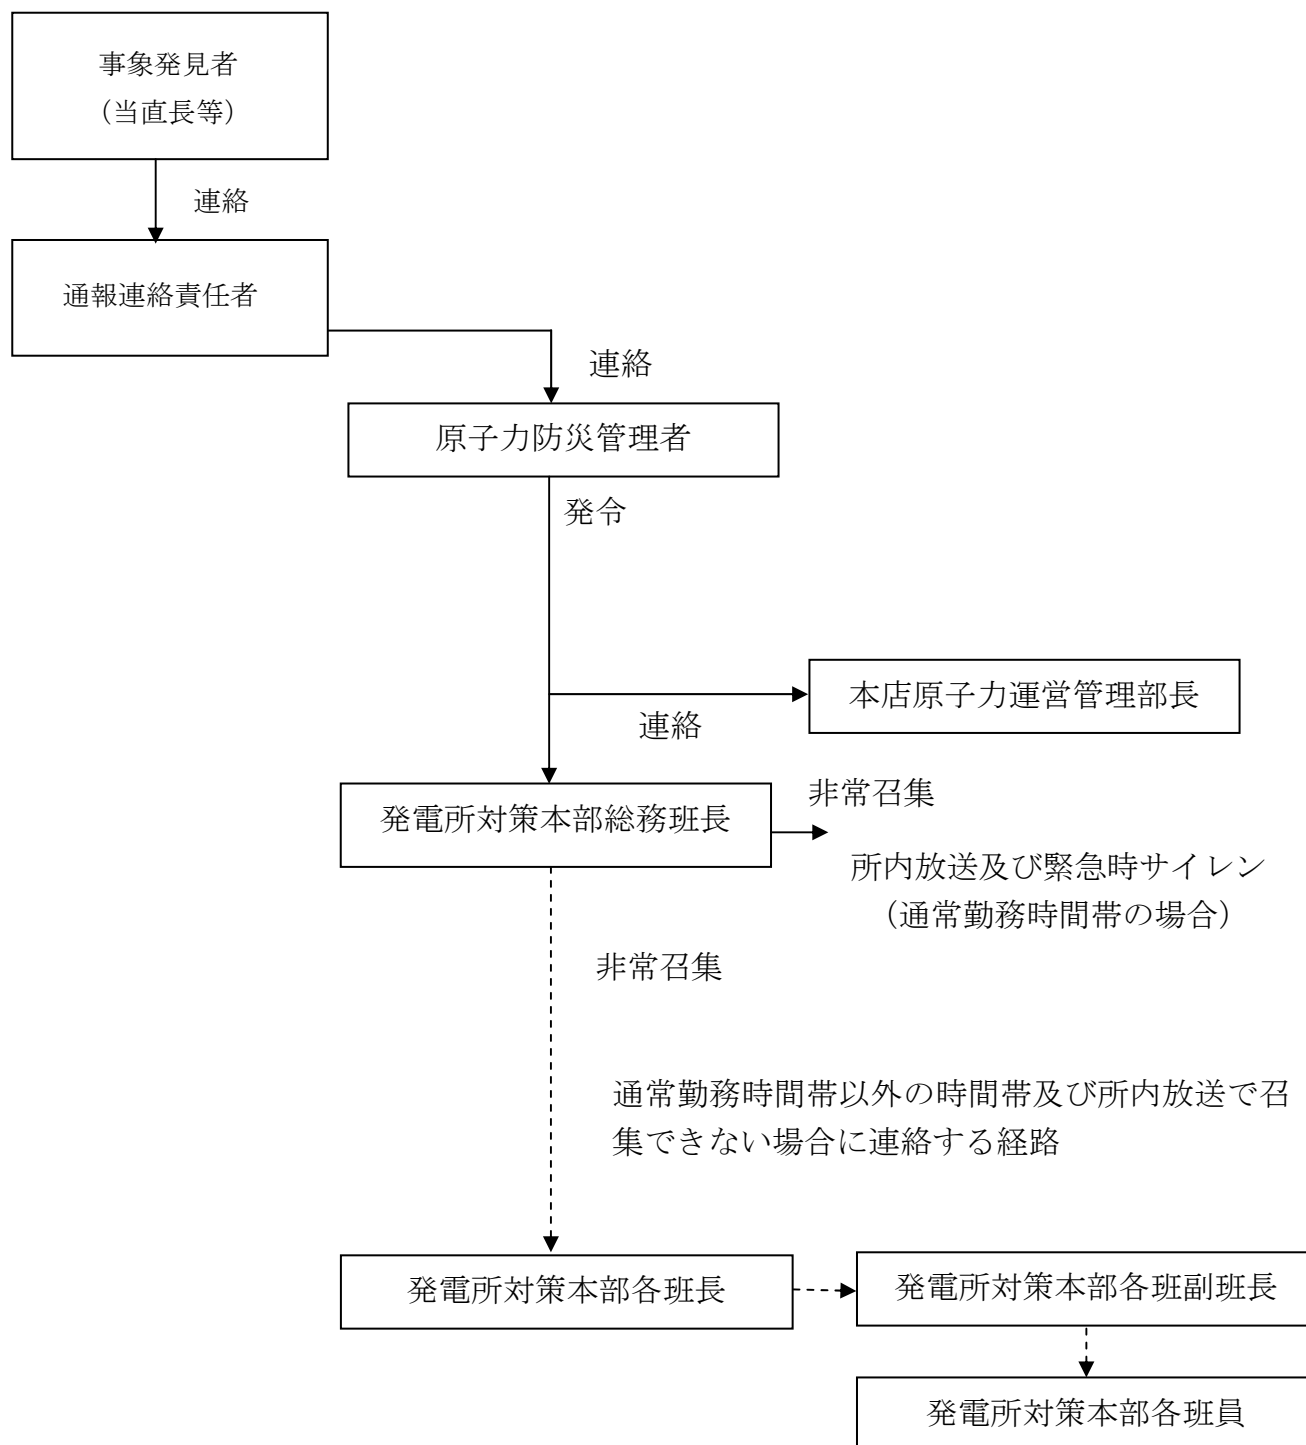 事象発見者
（当直長等）
連絡
通報連絡責任者
連絡
原子力防災管理者
発令
本店原子力運営管理部長
連絡
発電所対策本部総務班長
非常召集
所内放送及び緊急時サイレン
（通常勤務時間帯の場合）
非常召集
通常勤務時間帯以外の時間帯及び所内放送で召
集できない場合に連絡する経路
発電所対策本部各班長
発電所対策本部各班副班長
発電所対策本部各班員